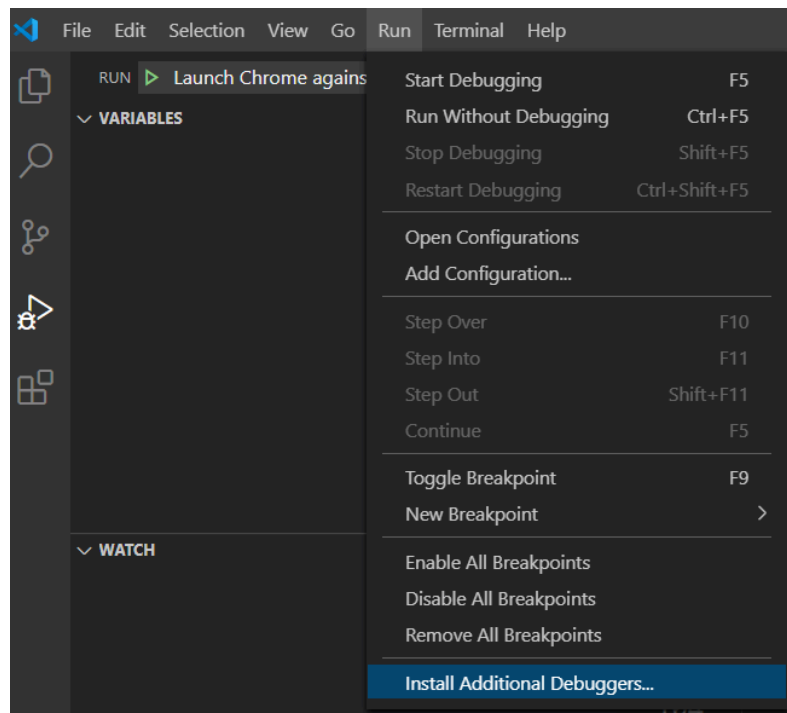 File Edit Selection View Go Run Terminal Help
RUN Launch Chrome agains
VARIABLES
WATCH
Start Debugging F5
Run Without Debugging Ctrl+F5
Stop Debugging Shift+F5
Restart Debugging Ctrl+Shift+F5
Open Configurations
Add Configuration...
Step Over F10
Step Into F11
Step Out Shift+F11
Continue F5
Toggle Breakpoint F9
New Breakpoint
Enable All Breakpoints
Disable All Breakpoints
Remove All Breakpoints
Install Additional Debuggers...